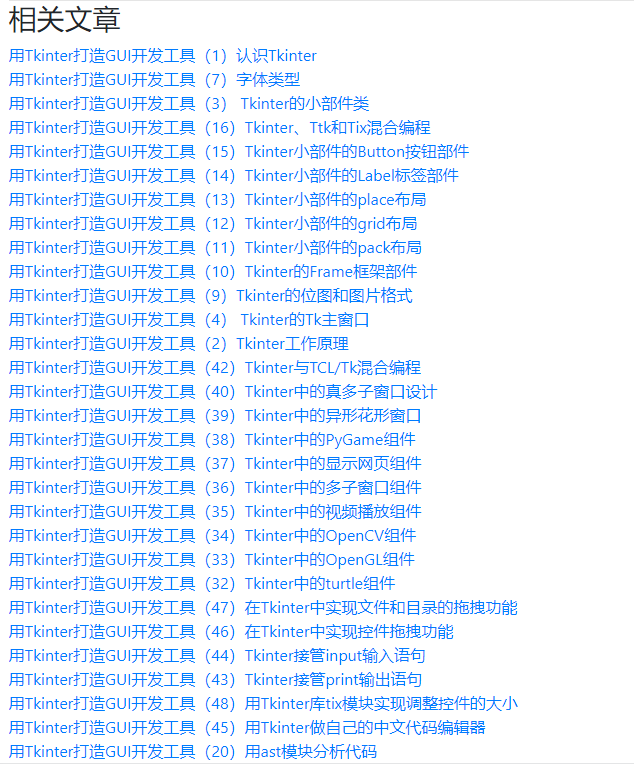 相关文章
用Tkinter打造GUI开发工具（1）认识Tkinter
用Tkinter打造GUI开发工具（7）字体类型
用Tkinter打造GUI开发工具（3） Tkinter的小部件类
用Tkinter打造GUI开发工具（16）Tkinter、Ttk和Tix混合编程
用Tkinter打造GUI开发工具（15）Tkinter小部件的Button按钮部件
用Tkinter打造GUI开发工具（14）Tkinter小部件的Label标签部件
用Tkinter打造GUI开发工具（13）Tkinter小部件的place布局
用Tkinter打造GUI开发工具（12）Tkinter小部件的grid布局
用Tkinter打造GUI开发工具（11）Tkinter小部件的pack布局
用Tkinter打造GUI开发工具（10）Tkinter的Frame框架部件
用Tkinter打造GUI开发工具（9）Tkinter的位图和图片格式
用Tkinter打造GUI开发工具（4） Tkinter的Tk主窗口
用Tkinter打造GUI开发工具（2）Tkinter工作原理
用Tkinter打造GUI开发工具（42）Tkinter与TCL/Tk混合编程
用Tkinter打造GUI开发工具（40）Tkinter中的真多子窗口设计
用Tkinter打造GUI开发工具（39）Tkinter中的异形花形窗口
用Tkinter打造GUI开发工具（38）Tkinter中的PyGame组件
用Tkinter打造GUI开发工具（37）Tkinter中的显示网页组件
用Tkinter打造GUI开发工具（36）Tkinter中的多子窗口组件
用Tkinter打造GUI开发工具（35）Tkinter中的视频播放组件
用Tkinter打造GUI开发工具（34）Tkinter中的OpenCV组件
用Tkinter打造GUI开发工具（33）Tkinter中的OpenGL组件
用Tkinter打造GUI开发工具（32）Tkinter中的turtle组件
用Tkinter打造GUI开发工具（47）在Tkinter中实现文件和目录的拖拽功能
用Tkinter打造GUI开发工具（46）在Tkinter中实现控件拖拽功能
用Tkinter打造GUI开发工具（44）Tkinter接管input输入语句
用Tkinter打造GUI开发工具（43）Tkinter接管print输出语句
用Tkinter打造GUI开发工具（48）用Tkinter库tix模块实现调整控件的大小
用Tkinter打造GUI开发工具（45）用Tkinter做自己的中文代码编辑器
用Tkinter打造GUI开发工具（20）用ast模块分析代码